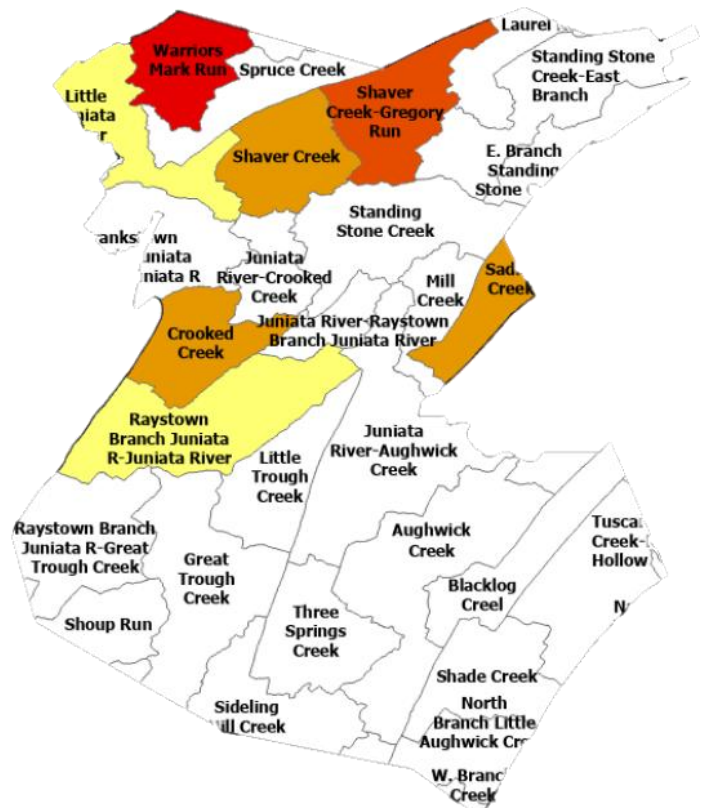 Laurel
Warriors
Mark Run
Spruce Creek
Standing Stone
Creek-East
Branch
Little
Shaver
Creek-Gregory
Run
Shaver Creek
E. Branch
Standing
Stone
Standing
Stone Creek
Juniata
River-Crooked
Creek
Mill
Creek
Creek
Crooked
Creek
Juniata River-Raystown
Branch Juniata River
Raystown
Branch Juniata
R-Juniata River
Little
Trough
Creek
Juniata
River-Aughwick
Creek
Raystown Branch
Juniata R-Great
Trough Creek
Great
Trough
Creek
Aughwick
Creek
Creek-
Hollow
Blacklog
Creel
Shoup Run
Three
Springs
Creek
Shade Creek
Sideling
Creek
North
Branch Little
Aughwick
W.
Creek